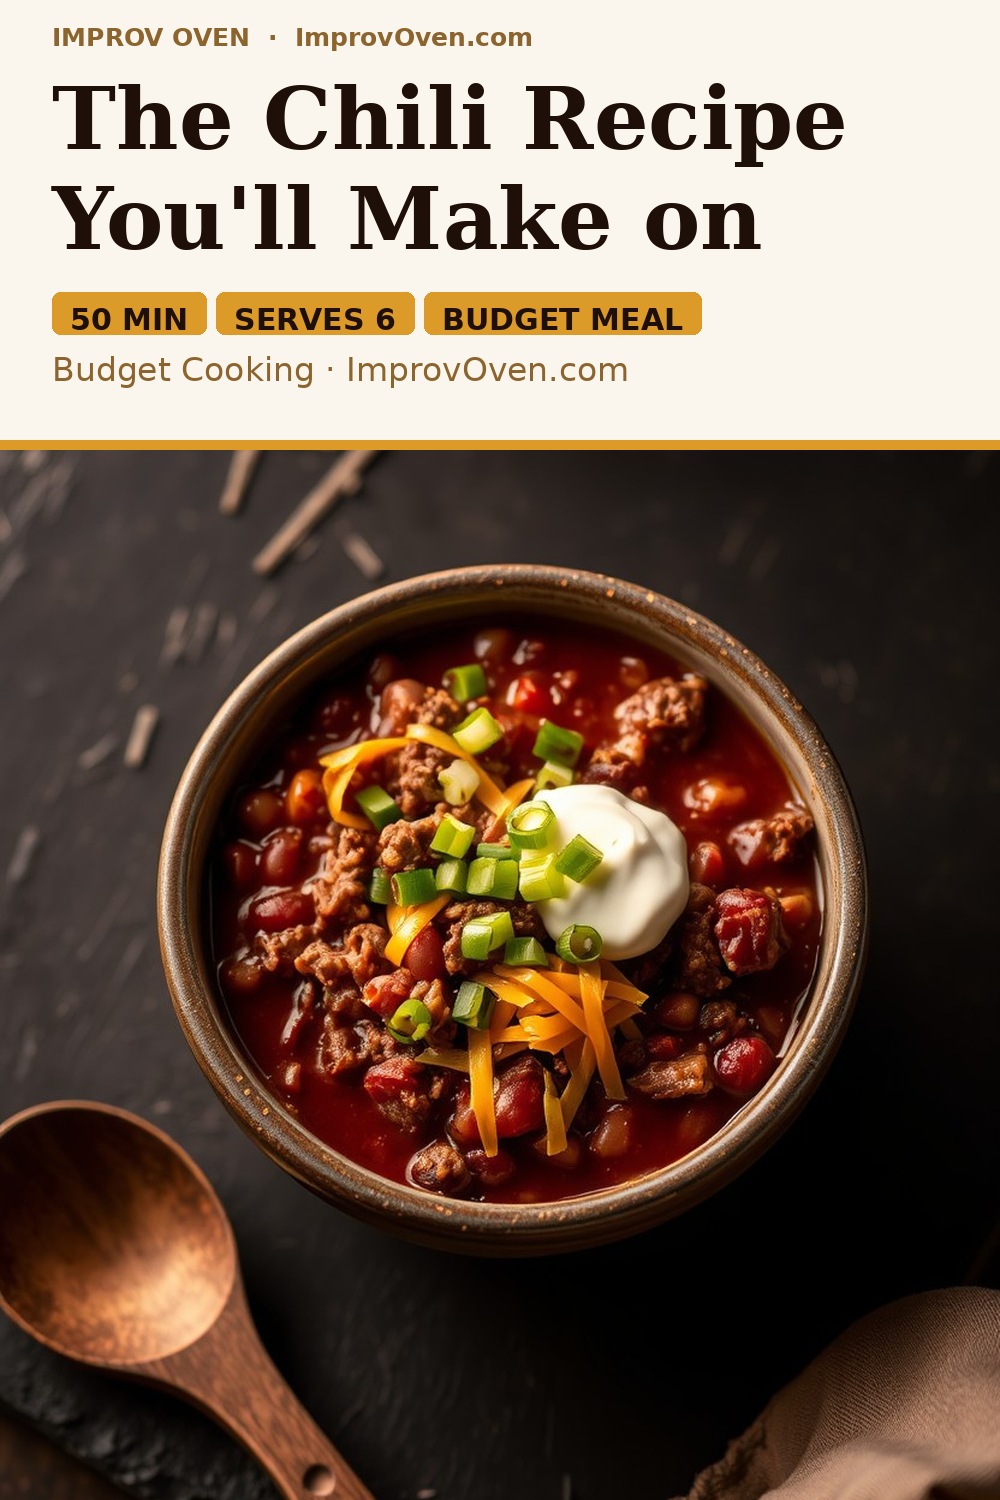 IMPROV OVEN · ImprovOven.com
The Chili Recipe
You'll Make on
50 MIN SERVES 6 BUDGET MEAL
Budget Cooking · ImprovOven.com